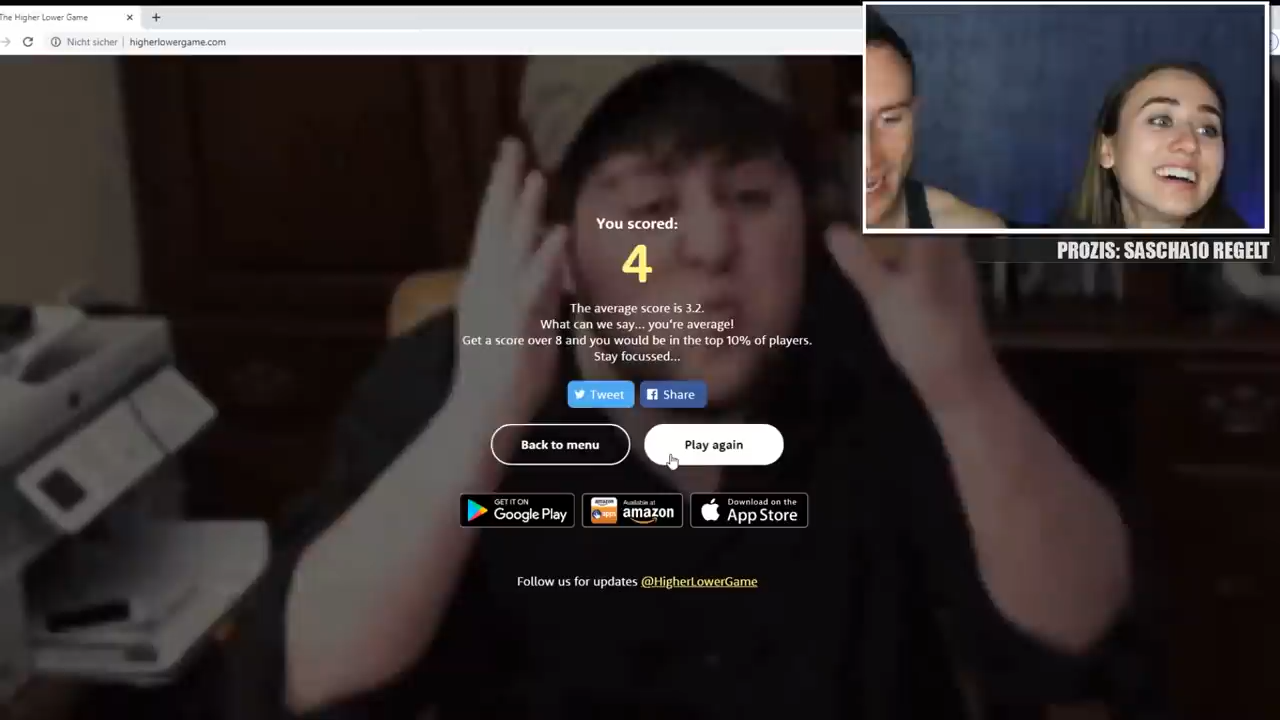 The Higher Lower Game
Nicht sicher | higherlowergame.com
PROZIS: SASCHA10 REGELT
You scored:
4
The average score is 3.2.
What can we say... you're average!
Get a score over 8 and you would be in the top 10% of players.
Stay focussed...
Tweet Share
Back to menu Play again
GET IT ON
Google Play
Available at
amazon
Download on the
App Store
Follow us for updates @HigherLowerGame